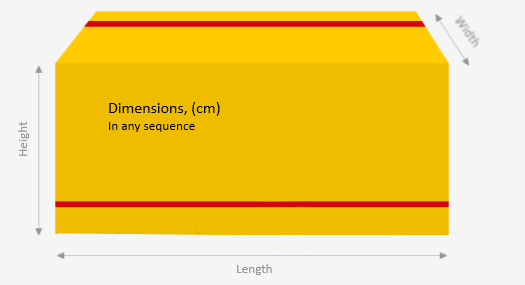 Width
Dimensions, (cm)
In any sequence
Height
Length